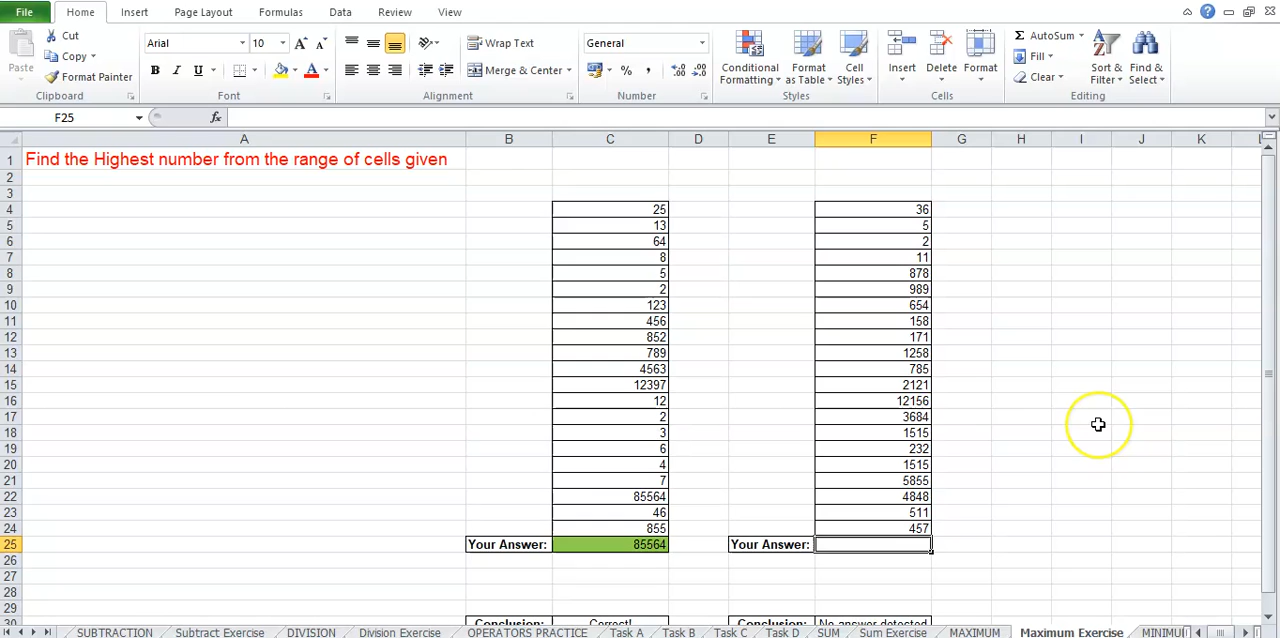 File Home Insert Page Layout Formulas Data Review View
Paste Cut Arial 10 Wrap Text General Conditional Formatting Format as Table Cell Styles Insert Delete Format AutoSum Sort & Filter Find & Select
Copy Fill
Format Painter B I U Merge & Center % , Clear
Clipboard Font Alignment Number Styles Cells Editing
F25 fx
A B C D E F G H I J K L
1 Find the Highest number from the range of cells given
2
3
4 25 36
5 13 5
6 64 2
7 8 11
8 5 878
9 2 989
10 123 654
11 456 158
12 852 171
13 789 1258
14 4563 785
15 12397 2121
16 12 12156
17 2 3684
18 3 1515
19 6 232
20 4 1515
21 7 5855
22 85564 4848
23 46 511
24 855 457
25 Your Answer: 85564 Your Answer:
26
27
28
29
30 Conclusion: Correct! Conclusion: No answer detected
SUBTRACTION Subtract Exercise DIVISION Division Exercise OPERATORS PRACTICE Task A Task B Task C Task D SUM Sum Exercise MAXIMUM Maximum Exercise MINIMU